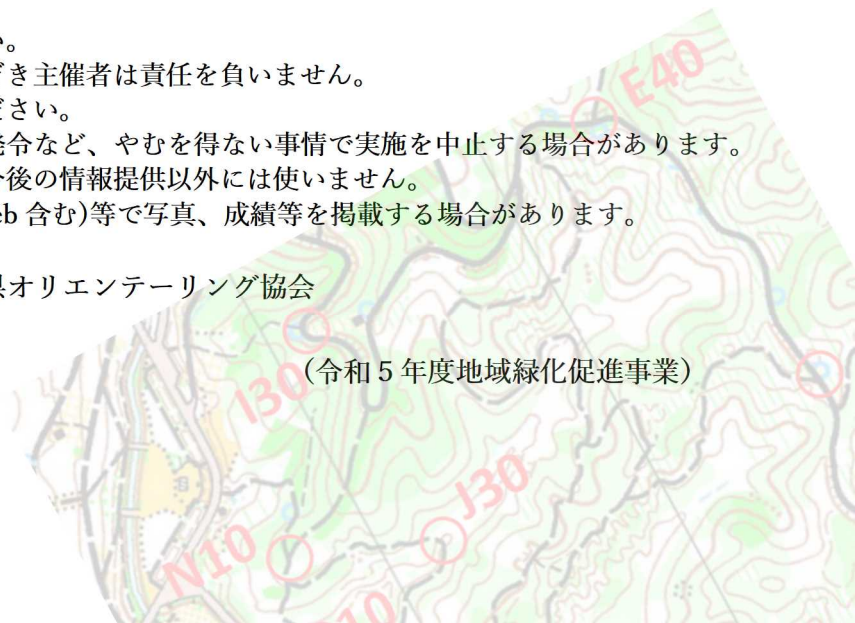 い。
き主催者は責任を負いません。
ださい。
発令など、やむを得ない事情で実施を中止する場合があります。
今後の情報提供以外には使いません。
eb 含む)等で写真、成績等を掲載する場合があります。
県オリエンテーリング協会
(令和５年度地域緑化促進事業)
E40
I30
J30
N10
10